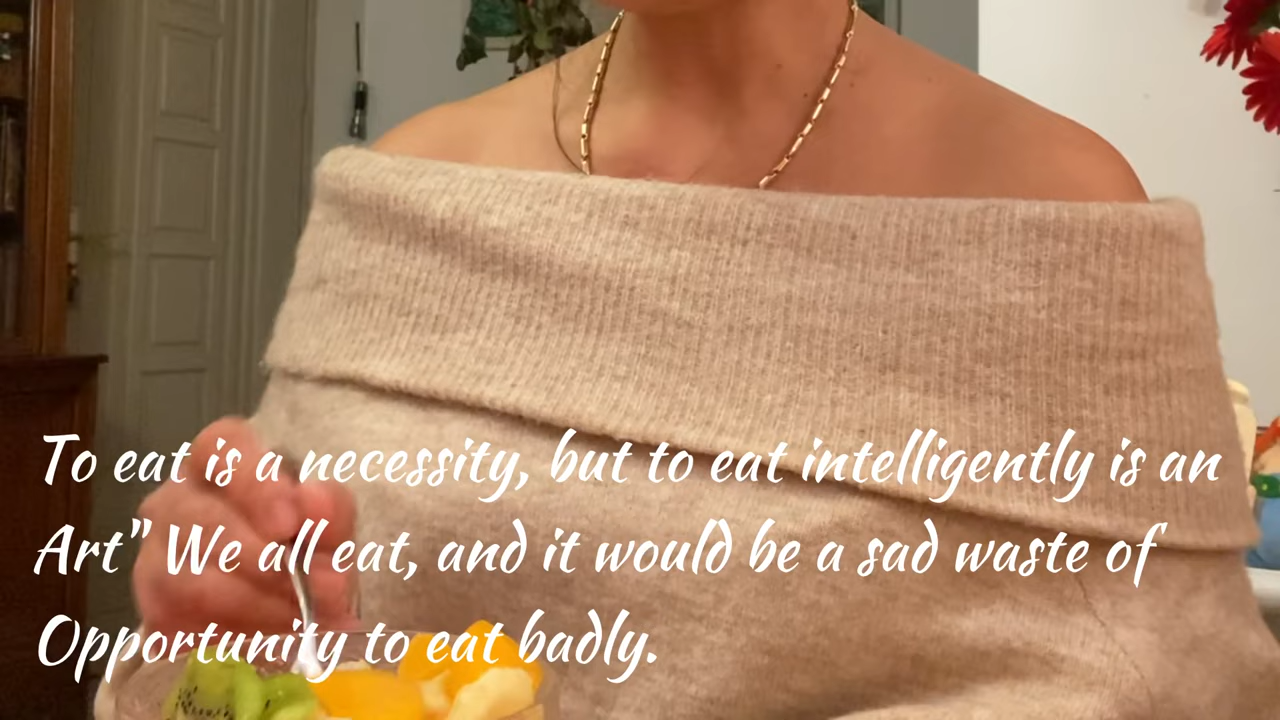 To eat is a necessity, but to eat intelligently is an
Art" We all eat, and it would be a sad waste of
Opportunity to eat badly.